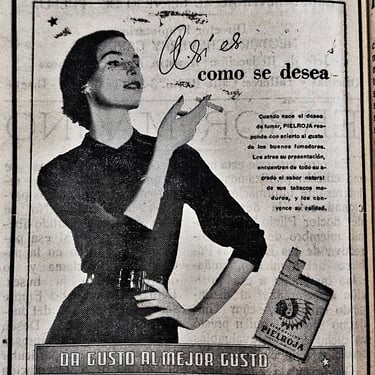 Así es
como se desea
Cuando nace el deseo
de fumar, PIELROJA res-
ponde con acierto al gusto
de los buenos fumadores.
Los atrae su presentación,
encuentran de todo su a-
grado el sabor natural
de sus tabacos ma-
duros, y los con-
vence su calidad.
PIELROJA
DA GUSTO AL MEJOR GUSTO